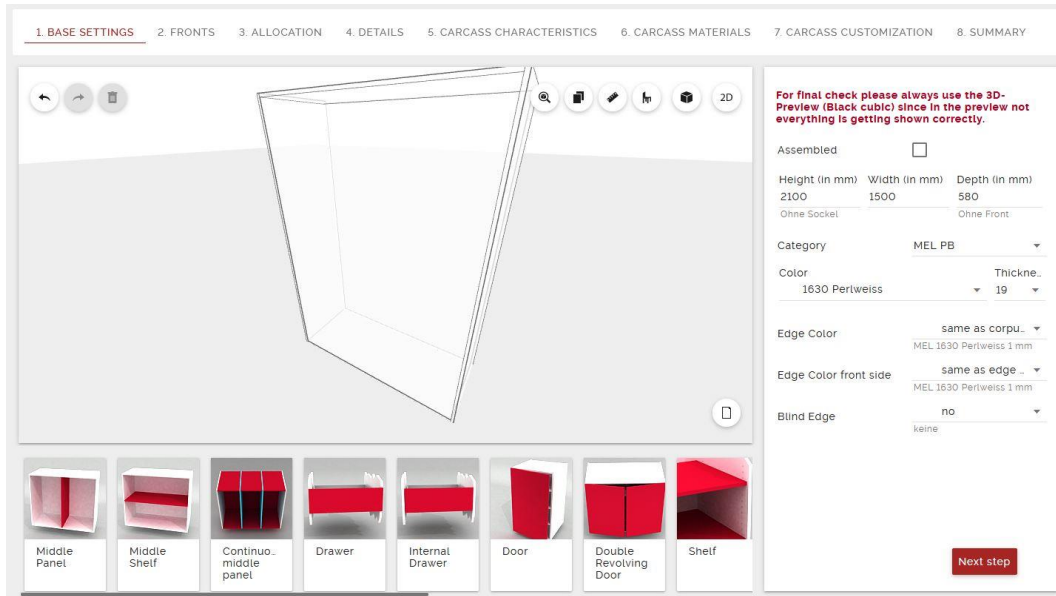 1. BASE SETTINGS 2. FRONTS 3. ALLOCATION 4. DETAILS 5. CARCASS CHARACTERISTICS 6. CARCASS MATERIALS 7. CARCASS CUSTOMIZATION 8. SUMMARY
2D
For final check please always use the 3D-
Preview (Black cubic) since in the preview not
everything is getting shown correctly.
Assembled
Height (in mm) Width (in mm) Depth (in mm)
2100 1500 580
Ohne Sockel Ohne Front
Category MEL PB
Color Thickne...
1630 Perlweiss 19
Edge Color same as corpu...
MEL 1630 Perlweiss 1 mm
Edge Color front side same as edge ...
MEL 1630 Perlweiss 1 mm
Blind Edge no
keine
Middle
Panel
Middle
Shelf
Continuo...
middle
panel
Drawer
Internal
Drawer
Door
Double
Revolving
Door
Shelf
Next step